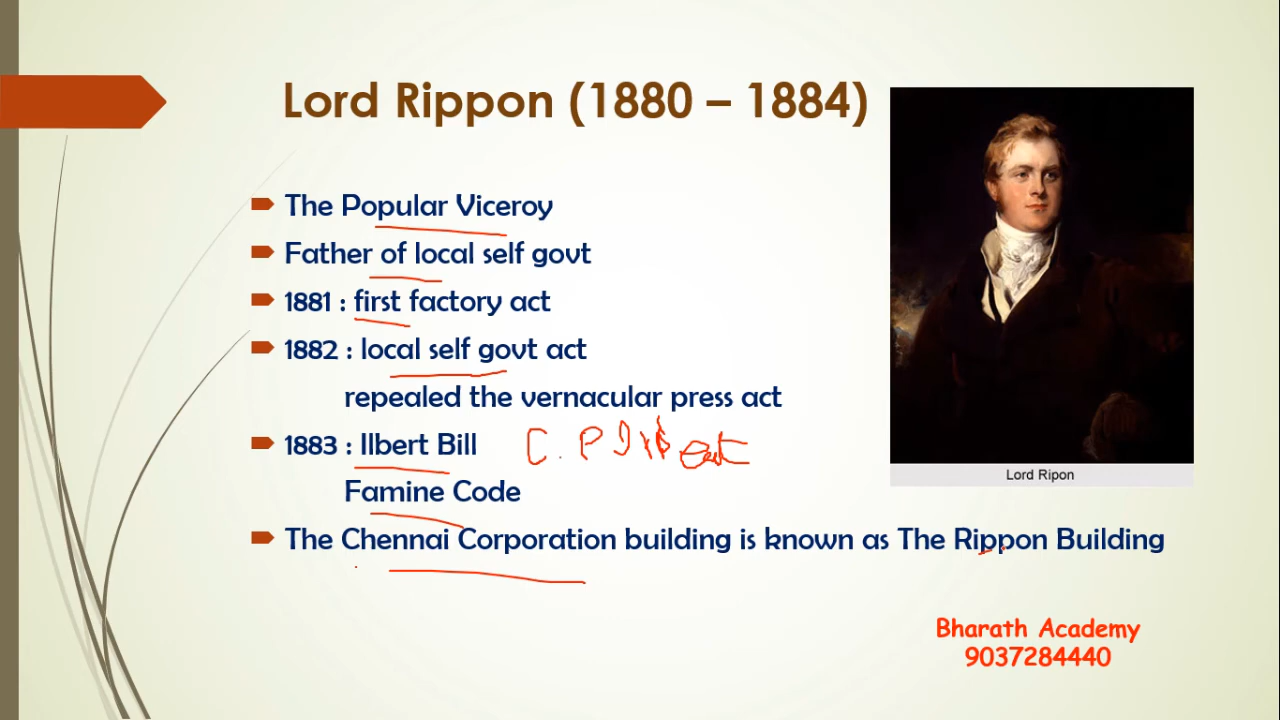 Lord Rippon (1880 – 1884)
The Popular Viceroy
Father of local self govt
1881 : first factory act
1882 : local self govt act
repealed the vernacular press act
1883 : Ilbert Bill C. P Ilbert
Famine Code
The Chennai Corporation building is known as The Rippon Building
Lord Ripon
Bharath Academy
9037284440